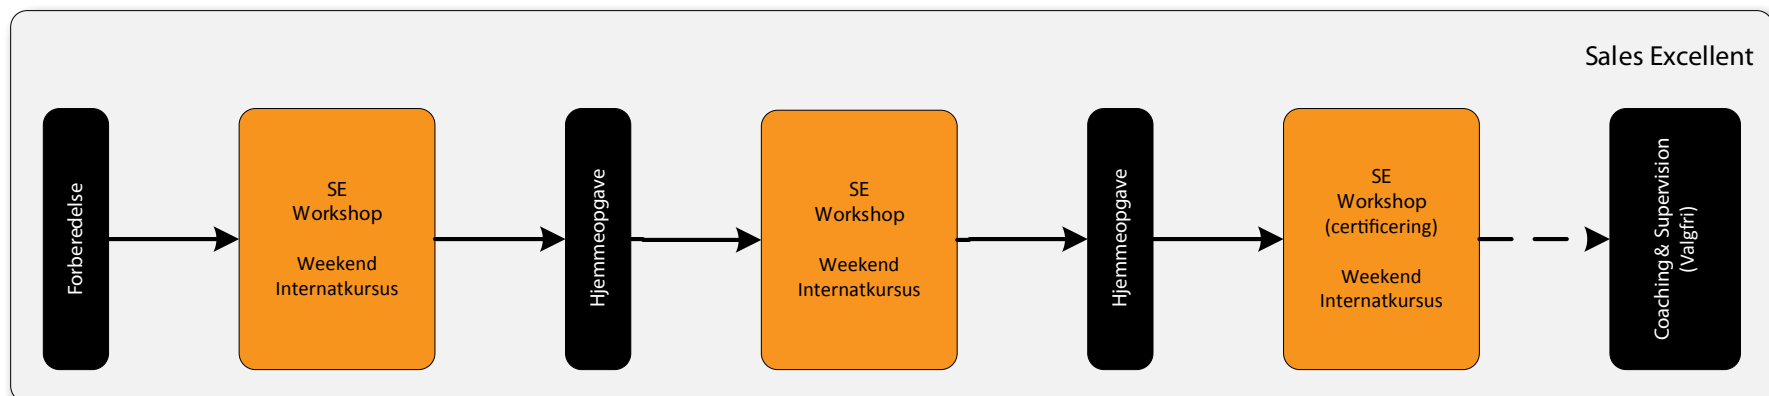 Sales Excellent
Forberedelse
SE
Workshop
Weekend
Internatkursus
Hjemmeopgave
SE
Workshop
Weekend
Internatkursus
Hjemmeopgave
SE
Workshop
(certificering)
Weekend
Internatkursus
Coaching & Supervision
(Valgfri)